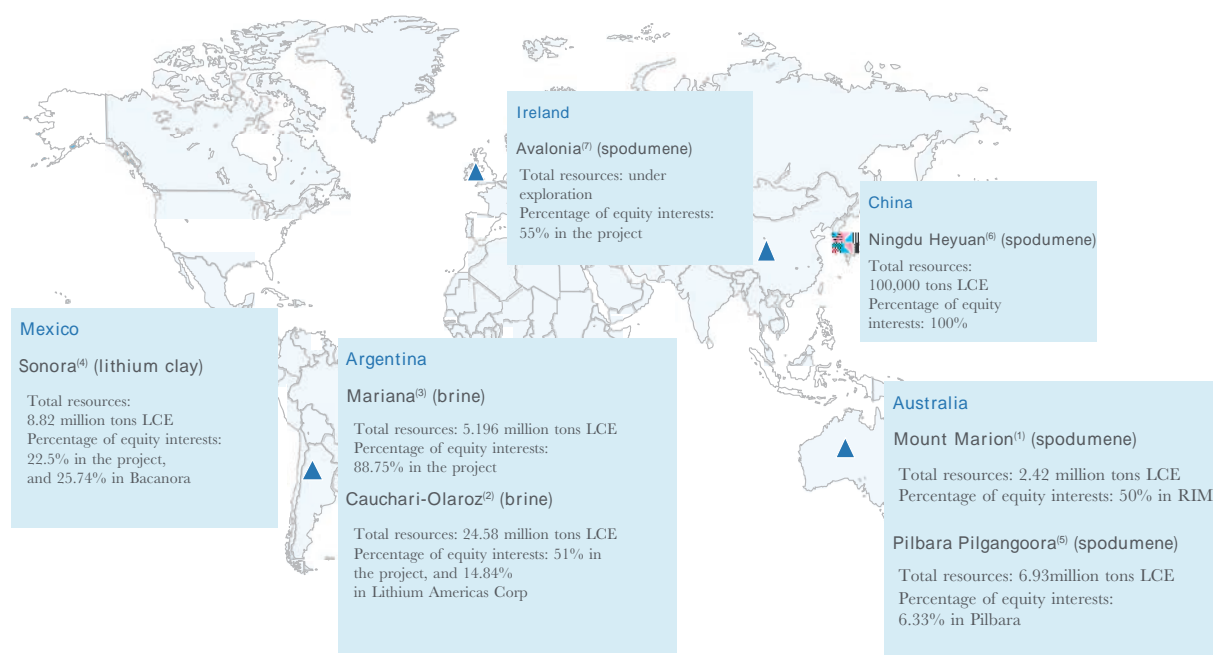 Ireland
Avalonia(7) (spodumene)
Total resources: under
exploration
Percentage of equity interests:
55% in the project
China
Ningdu Heyuan(6) (spodumene)
Total resources:
100,000 tons LCE
Percentage of equity
interests: 100%
Mexico
Sonora(4) (lithium clay)
Total resources:
8.82 million tons LCE
Percentage of equity interests:
22.5% in the project,
and 25.74% in Bacanora
Argentina
Mariana(3) (brine)
Total resources: 5.196 million tons LCE
Percentage of equity interests:
88.75% in the project
Cauchari-Olaroz(2) (brine)
Total resources: 24.58 million tons LCE
Percentage of equity interests: 51% in
the project, and 14.84%
in Lithium Americas Corp
Australia
Mount Marion(1) (spodumene)
Total resources: 2.42 million tons LCE
Percentage of equity interests: 50% in RIM
Pilbara Pilgangoora(5) (spodumene)
Total resources: 6.93million tons LCE
Percentage of equity interests:
6.33% in Pilbara